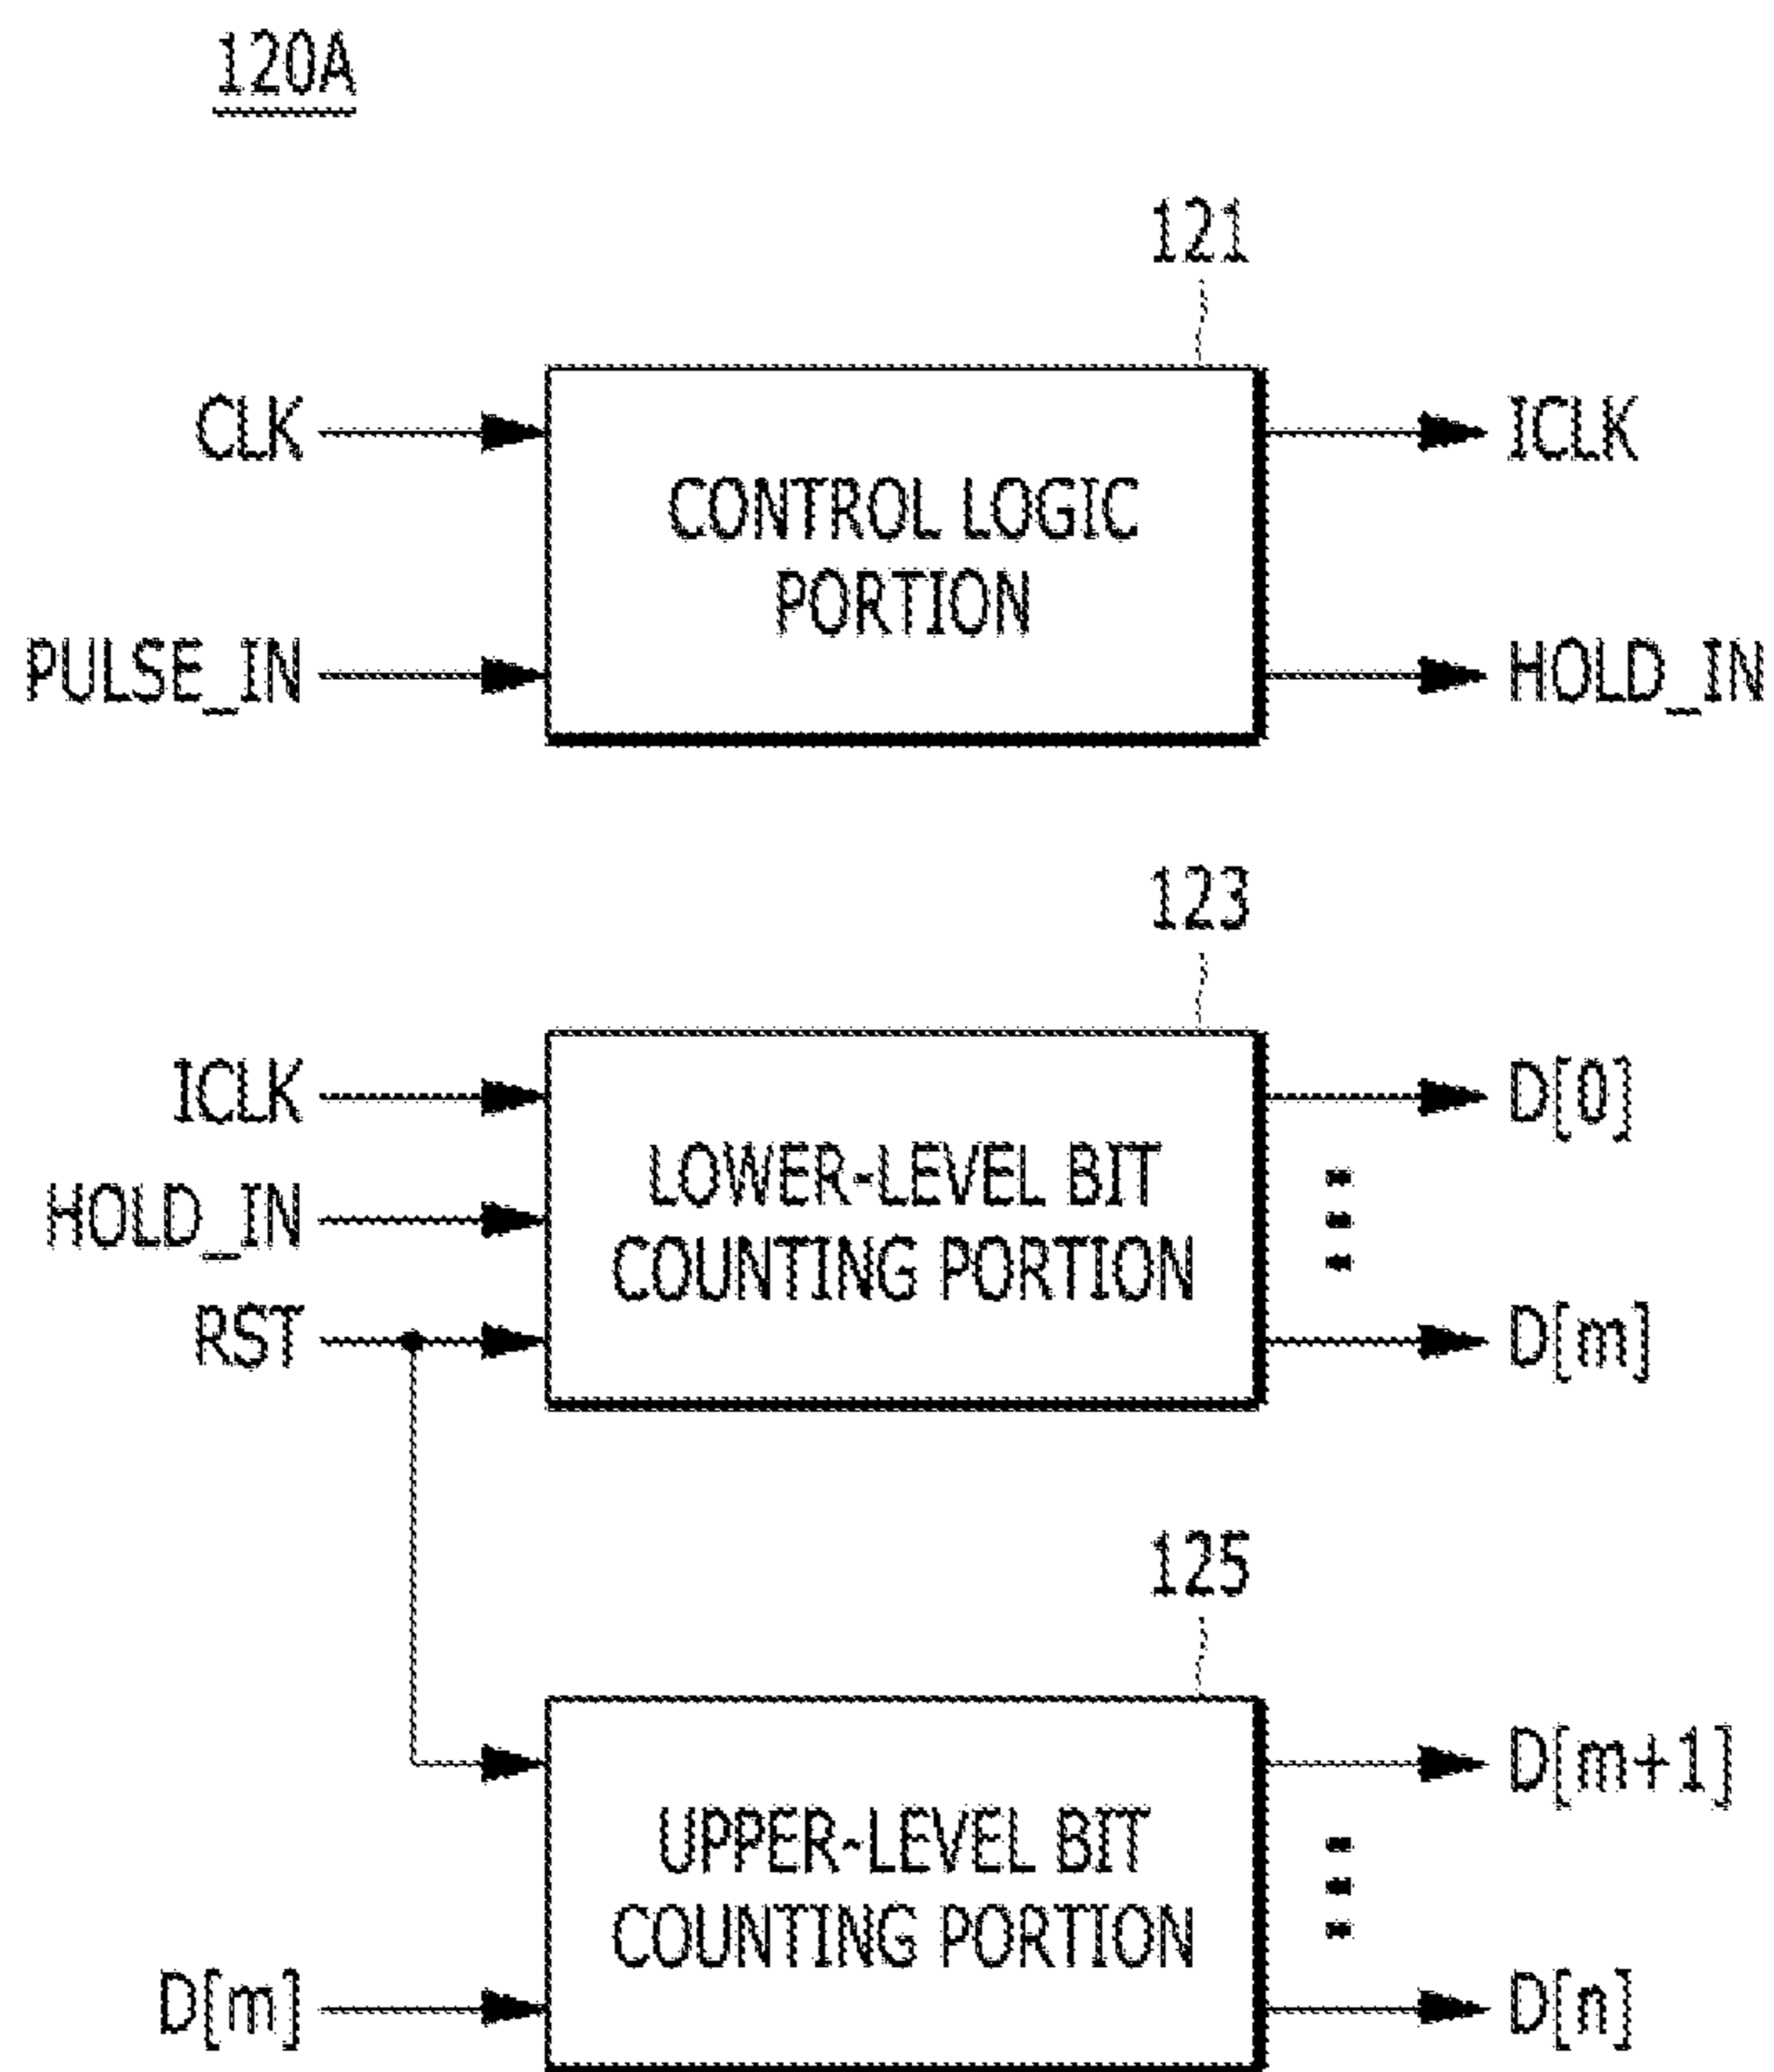 120A
121
CLK
ICLK
CONTROL LOGIC
PORTION
PULSE_IN
HOLD_IN
123
ICLK
D[0]
LOWER-LEVEL BIT
HOLD_IN
COUNTING PORTION
RST
D[m]
125
D[m+1]
UPPER-LEVEL BIT
COUNTING PORTION
D[m]
D[n]